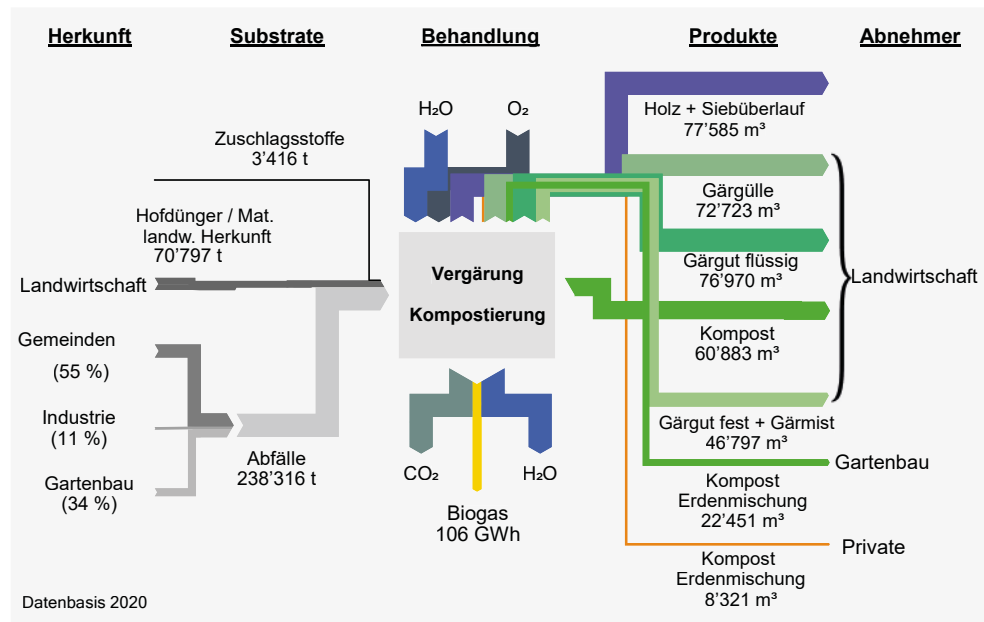 Herkunft
Substrate
Behandlung
Produkte
Abnehmer
H₂O
O₂
Zuschlagsstoffe
3’416 t
Hofdünger / Mat.
landw. Herkunft
70’797 t
Landwirtschaft
Gemeinden
(55 %)
Industrie
(11 %)
Gartenbau
(34 %)
Abfälle
238’316 t
Vergärung
Kompostierung
CO₂
H₂O
Biogas
106 GWh
Holz + Siebüberlauf
77’585 m³
Gärgülle
72’723 m³
Gärgut flüssig
76’970 m³
Kompost
60’883 m³
Gärgut fest + Gärmist
46’797 m³
Landwirtschaft
Kompost
Erdenmischung
22’451 m³
Gartenbau
Kompost
Erdenmischung
8’321 m³
Private
Datenbasis 2020